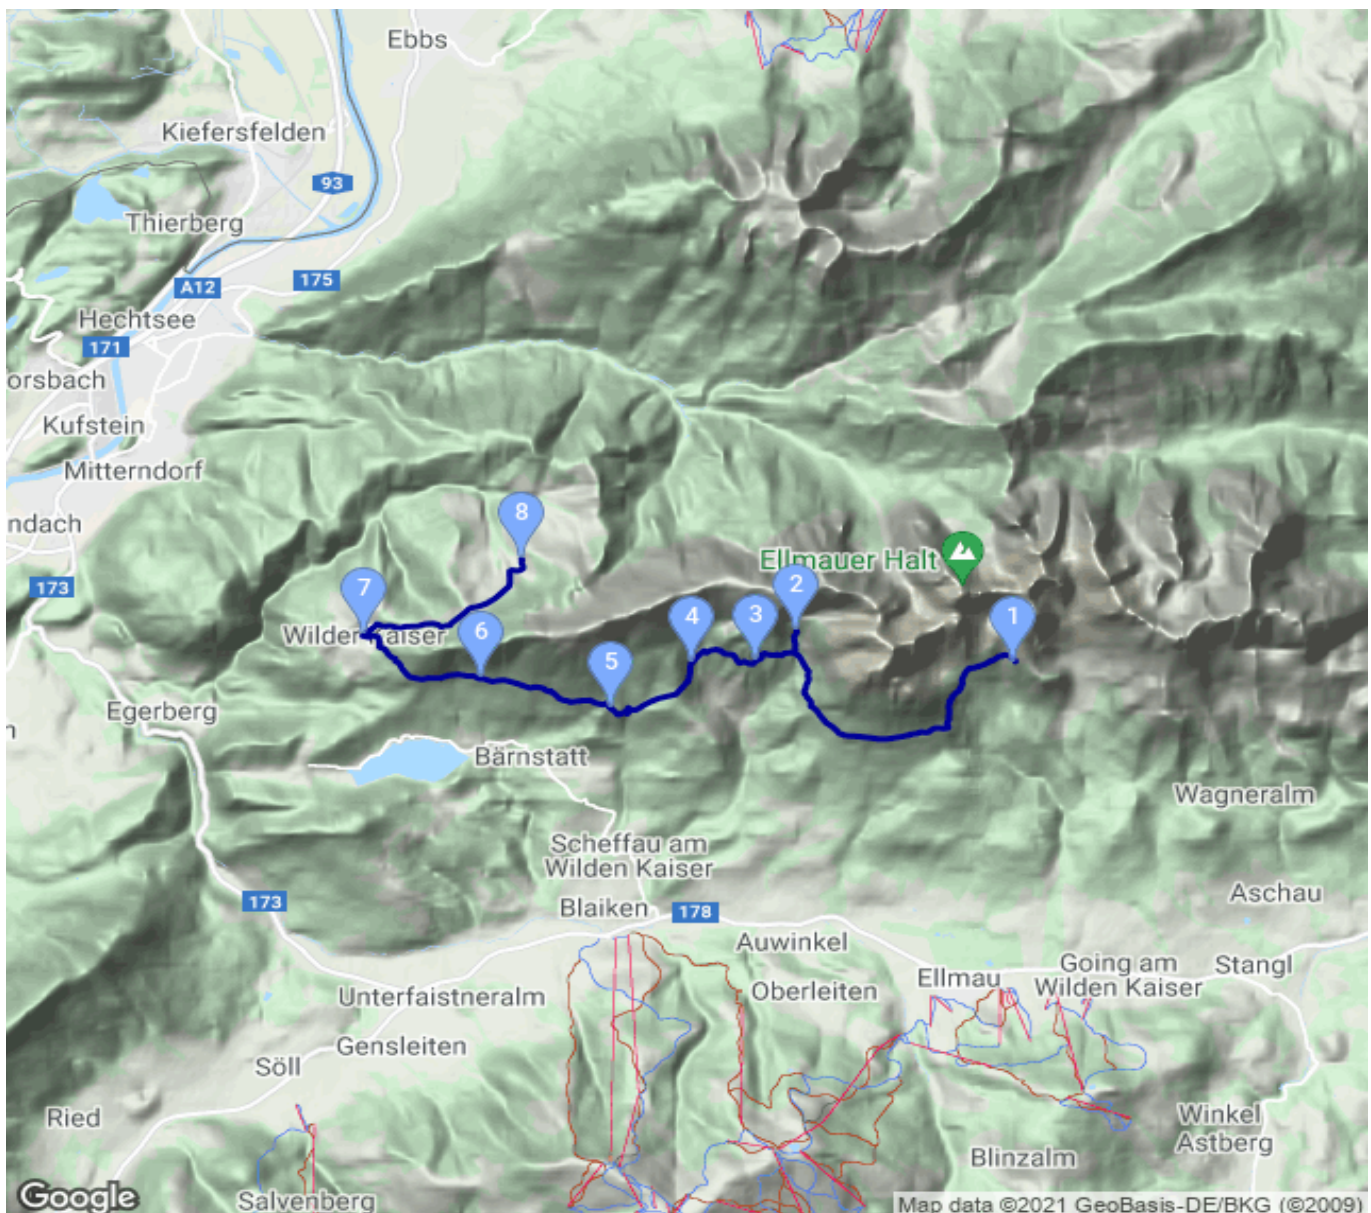 Ebbs
Kiefersfelden
93
Thierberg
175
A12
Hechtsee
171
orsbach
Kufstein
Mitterndorf
ndach
8
Ellmauer Halt
173
7
2
Wilder Kaiser
6
4
3
1
5
Egerberg
n
Bärnstatt
Wagneralm
Scheffau am
Wilden Kaiser
173
Blaiken
178
Aschau
Auwinkel
Unterfaistneralm
Oberleiten
Ellmau
Going am
Wilden Kaiser
Stangl
Gensleiten
Söll
Ried
Winkel
Astberg
Blinzalm
Salvenberg
Google
Map data ©2021 GeoBasis-DE/BKG (©2009)